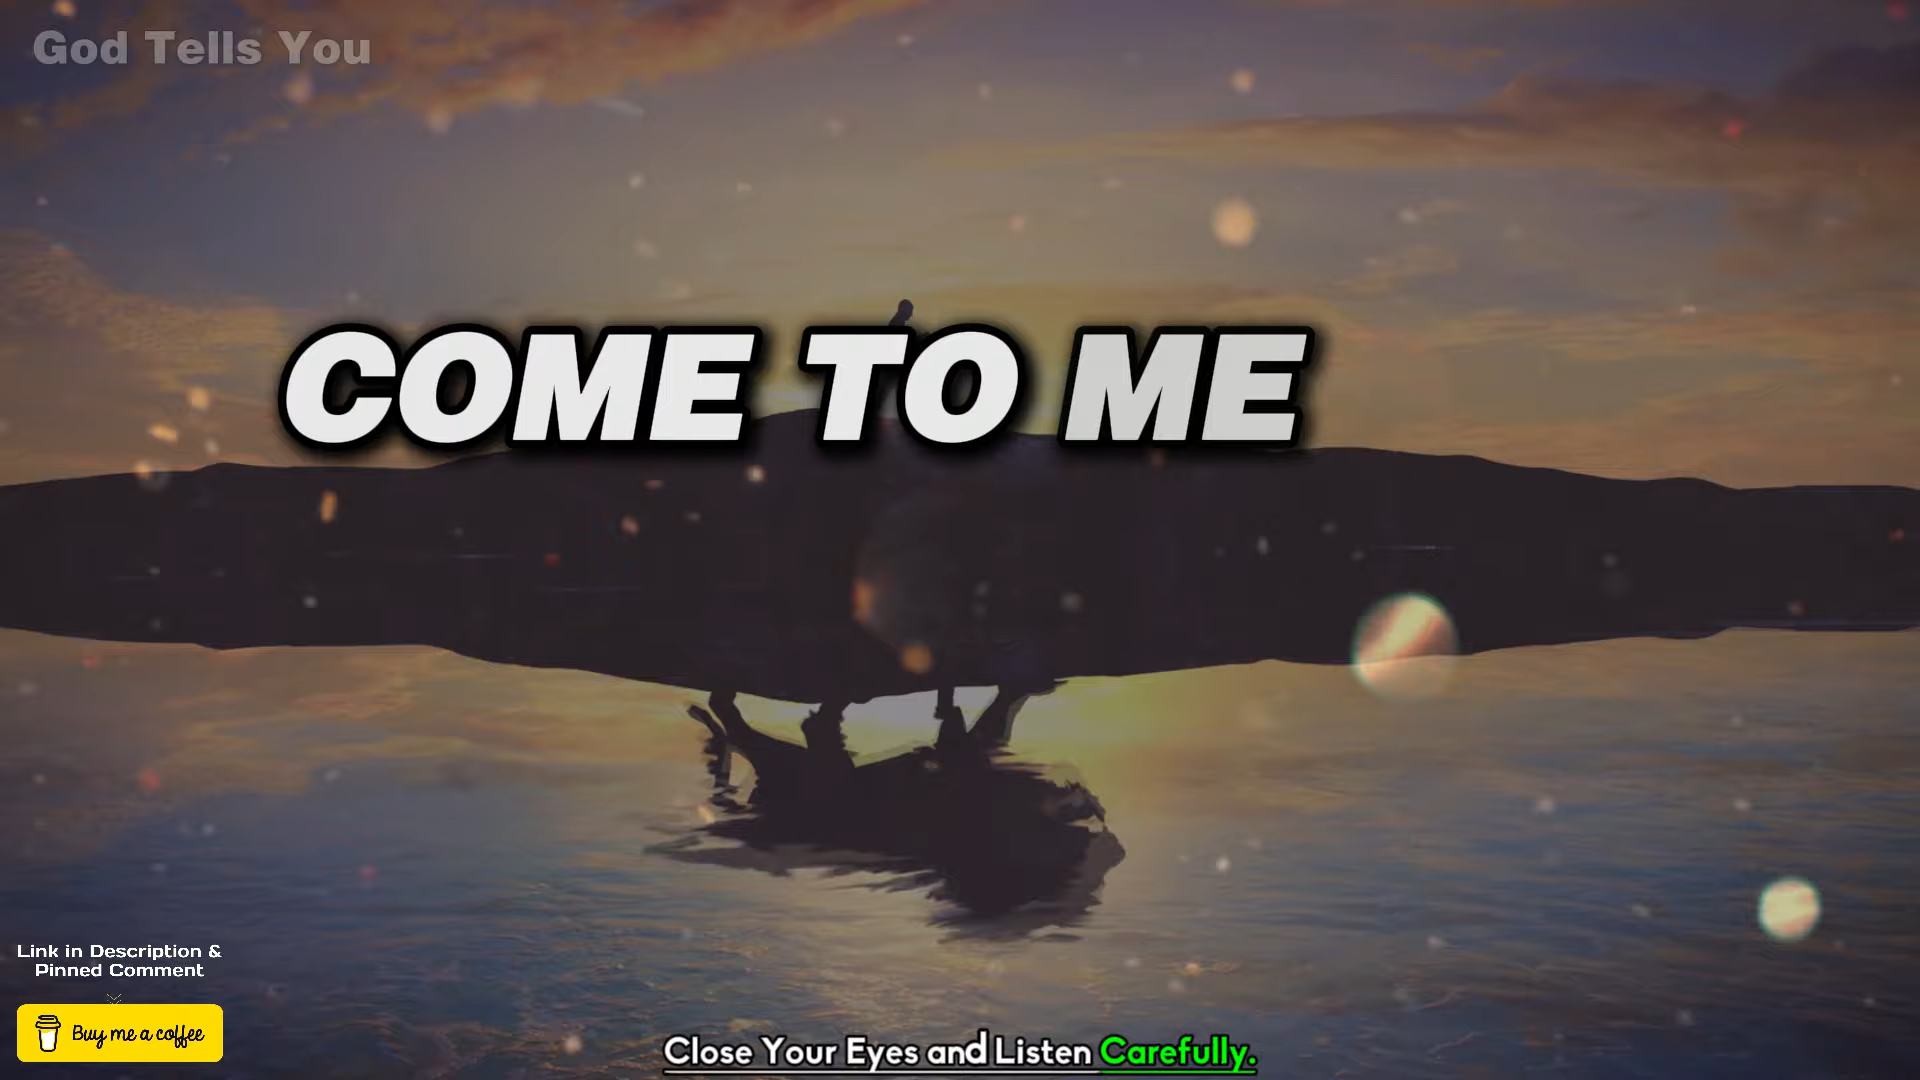 God Tells You
COME TO ME
Link in Description &
Pinned Comment
Buy me a coffee
Close Your Eyes and Listen Carefully.